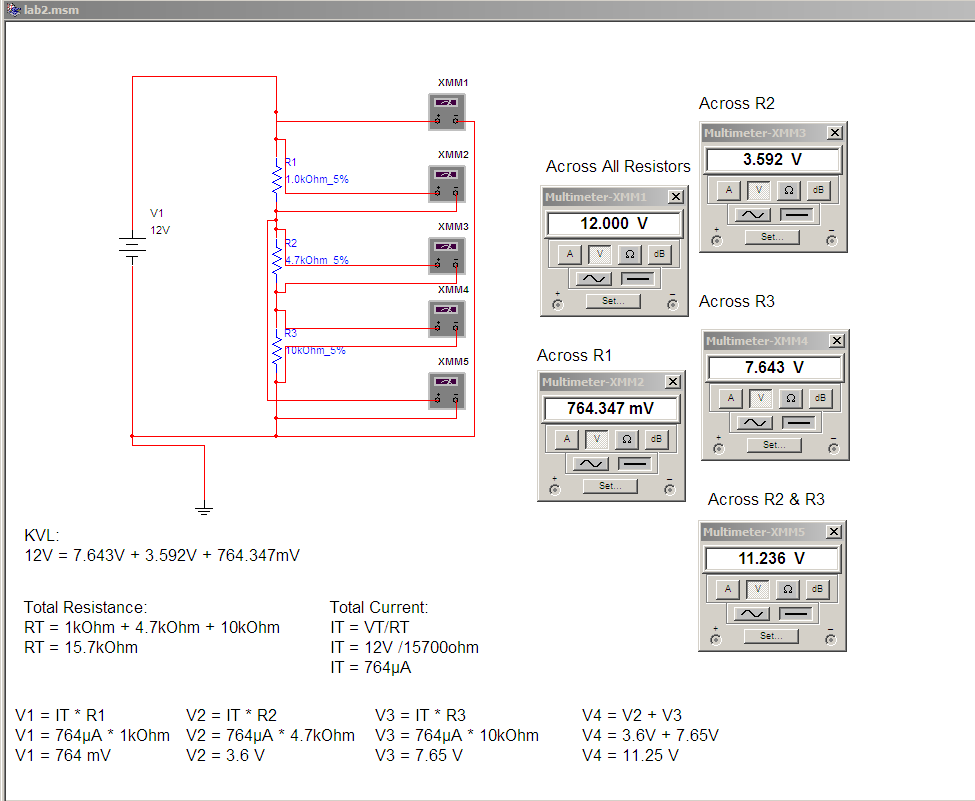 lab2.msm
XMM1
XMM2
XMM3
XMM4
XMM5
R1
1.0kOhm_5%
V1
12V
R2
4.7kOhm_5%
R3
10kOhm_5%
Across R2
Multimeter-XMM3
3.592 V
A V Ω dB
+ Set... −
Across All Resistors
Multimeter-XMM1
12.000 V
A V Ω dB
+ Set... −
Across R3
Multimeter-XMM4
7.643 V
A V Ω dB
+ Set... −
Across R1
Multimeter-XMM2
764.347 mV
A V Ω dB
+ Set... −
Across R2 & R3
Multimeter-XMM5
11.236 V
A V Ω dB
+ Set... −
KVL:
12V = 7.643V + 3.592V + 764.347mV
Total Resistance:
RT = 1kOhm + 4.7kOhm + 10kOhm
RT = 15.7kOhm
Total Current:
IT = VT/RT
IT = 12V /15700ohm
IT = 764µA
V1 = IT * R1
V1 = 764µA * 1kOhm
V1 = 764 mV
V2 = IT * R2
V2 = 764µA * 4.7kOhm
V2 = 3.6 V
V3 = IT * R3
V3 = 764µA * 10kOhm
V3 = 7.65 V
V4 = V2 + V3
V4 = 3.6V + 7.65V
V4 = 11.25 V